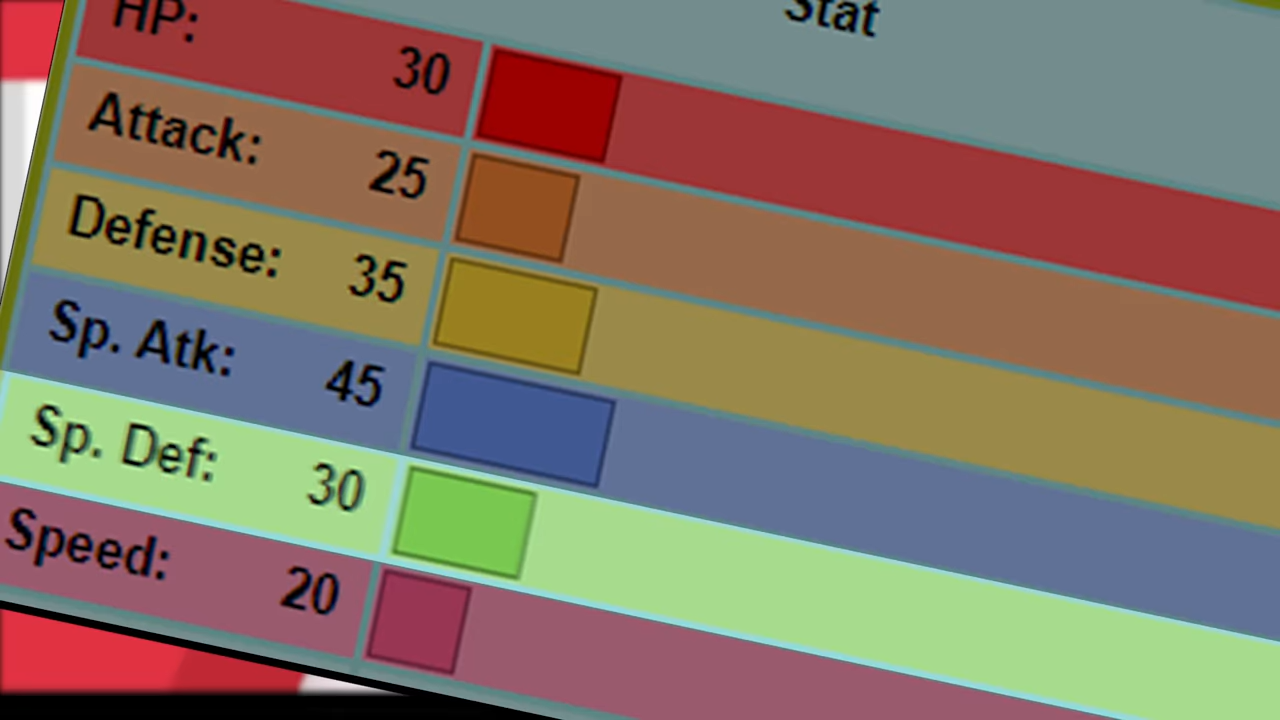 Stat
HP: 30
Attack: 25
Defense: 35
Sp. Atk: 45
Sp. Def: 30
Speed: 20